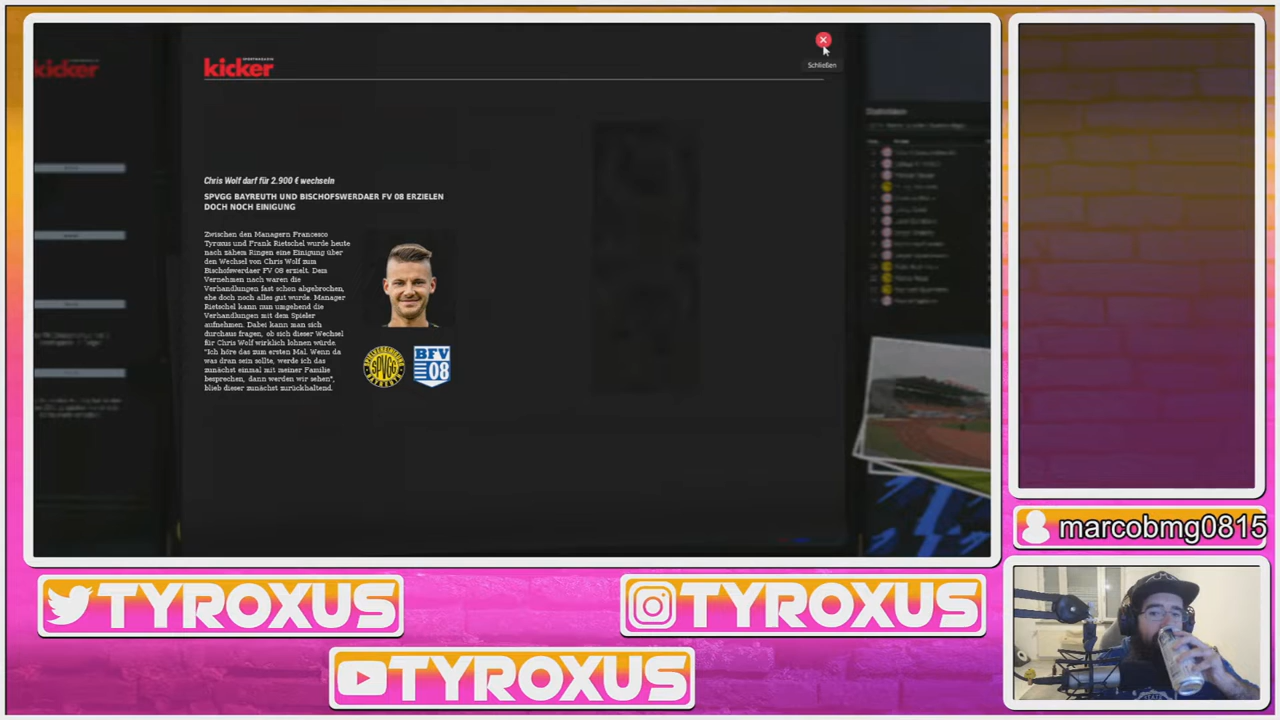 kicker
SPORTMAGAZIN
kicker
Schließen
Chris Wolf darf für 2.900 € wechseln
SPVGG BAYREUTH UND BISCHOFSWERDAER FV 08 ERZIELEN
DOCH NOCH EINIGUNG
Zwischen den Managern Francesco
Tyroxus und Frank Rietschel wurde heute
nach zähem Ringen eine Einigung über
den Wechsel von Chris Wolf zum
Bischofswerdaer FV 08 erzielt. Dem
Vernehmen nach waren die
Verhandlungen fast schon abgebrochen,
ehe doch noch alles gut wurde. Manager
Rietschel kann nun umgehend die
Verhandlungen mit dem Spieler
aufnehmen. Dabei kann man sich
durchaus fragen, ob sich dieser Wechsel
für Chris Wolf wirklich lohnen würde.
"Ich höre das zum ersten Mal. Wenn da
was dran sein sollte, werde ich das
zunächst einmal mit meiner Familie
besprechen, dann werden wir sehen",
blieb dieser zunächst zurückhaltend.
SPVGG
BAYREUTH
BFV
08
marcobmg0815
TYROXUS
TYROXUS
TYROXUS